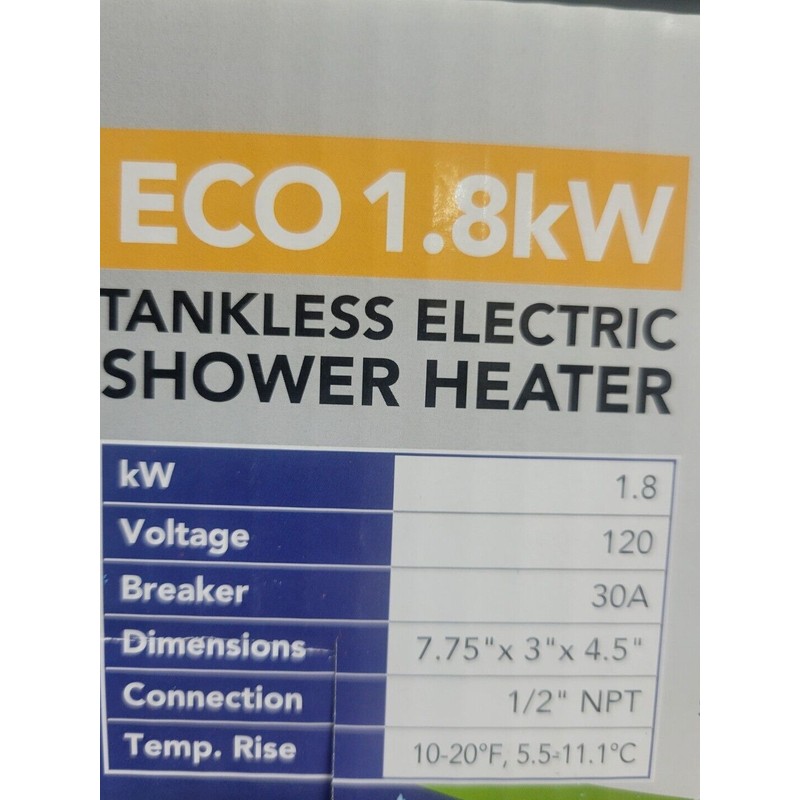 ECO 1.8kW
TANKLESS ELECTRIC
SHOWER HEATER
kW 1.8
Voltage 120
Breaker 30A
Dimensions 7.75"x 3"x 4.5"
Connection 1/2" NPT
Temp. Rise 10-20°F, 5.5-11.1°C